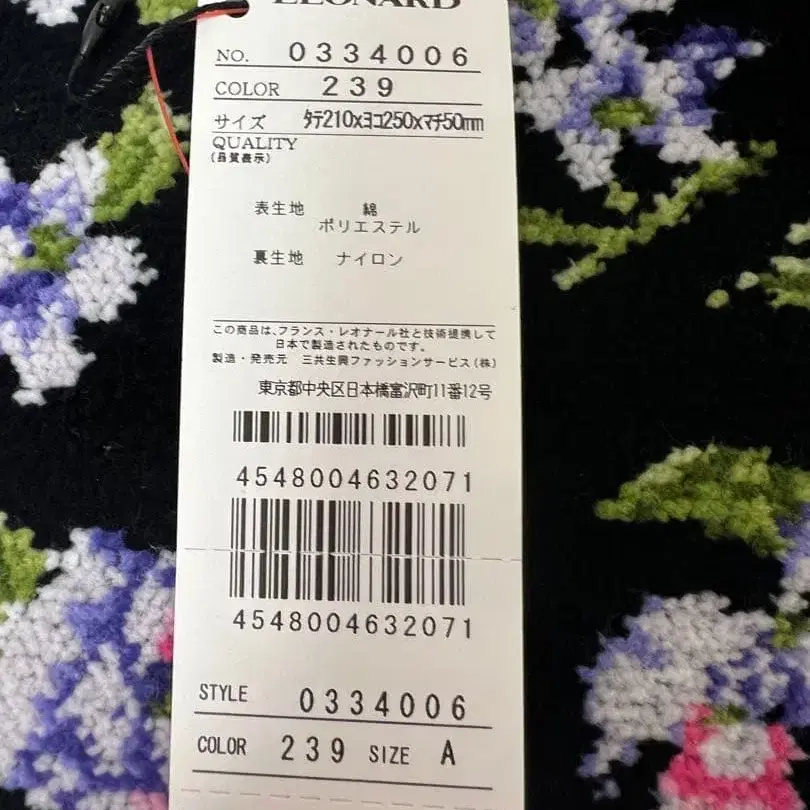 LEONARD
NO. 0334006
COLOR 239
サイズ ﾀﾃ210xﾖｺ250xﾏﾁ50mm
QUALITY
(品質表示)
表生地 綿
ポリエステル
裏生地 ナイロン
この商品は、フランス・レオナール社と技術提携して
日本で製造されたものです。
製造・発売元 三共生興ファッションサービス(株)
東京都中央区日本橋富沢町11番12号
4548004632071
4548004632071
STYLE 0334006
COLOR 239 SIZE A